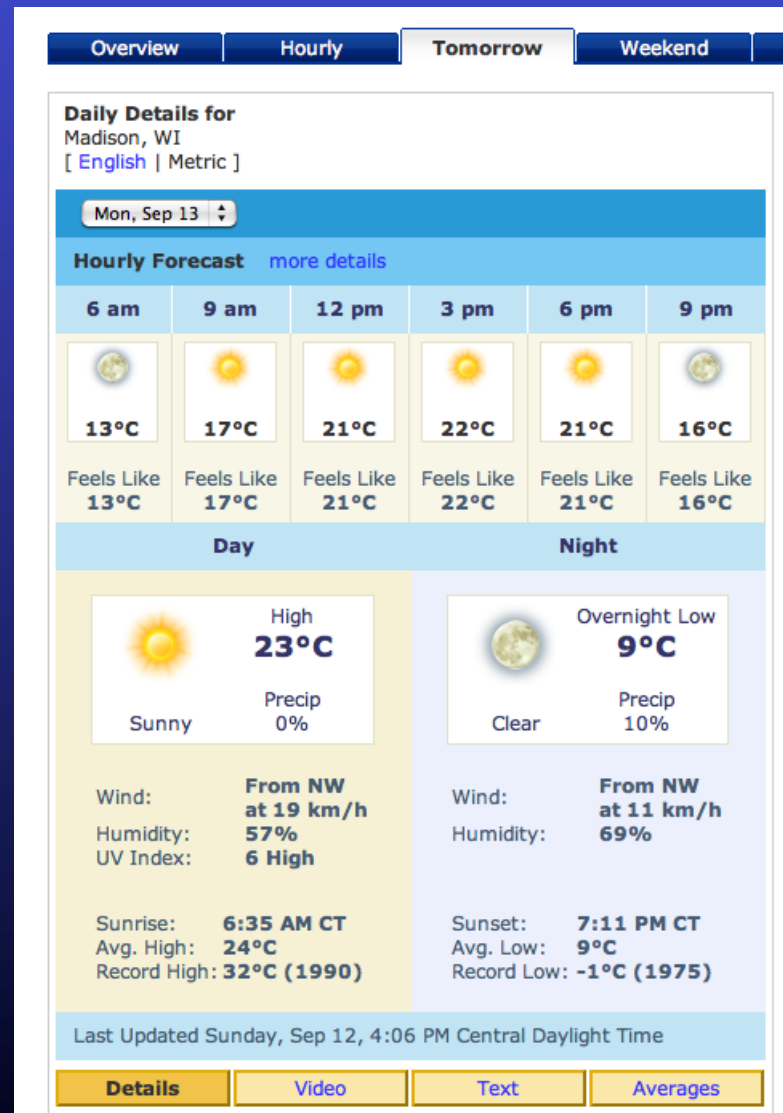 Overview Hourly Tomorrow Weekend
Daily Details for
Madison, WI
[ English | Metric ]
Mon, Sep 13
Hourly Forecast more details
6 am 9 am 12 pm 3 pm 6 pm 9 pm
13°C 17°C 21°C 22°C 21°C 16°C
Feels Like Feels Like Feels Like Feels Like Feels Like Feels Like
13°C 17°C 21°C 22°C 21°C 16°C
Day Night
High
23°C
Precip
Sunny 0%
Overnight Low
9°C
Precip
Clear 10%
Wind: From NW
at 19 km/h
Humidity: 57%
UV Index: 6 High
Sunrise: 6:35 AM CT
Avg. High: 24°C
Record High: 32°C (1990)
Wind: From NW
at 11 km/h
Humidity: 69%
Sunset: 7:11 PM CT
Avg. Low: 9°C
Record Low: -1°C (1975)
Last Updated Sunday, Sep 12, 4:06 PM Central Daylight Time
Details Video Text Averages